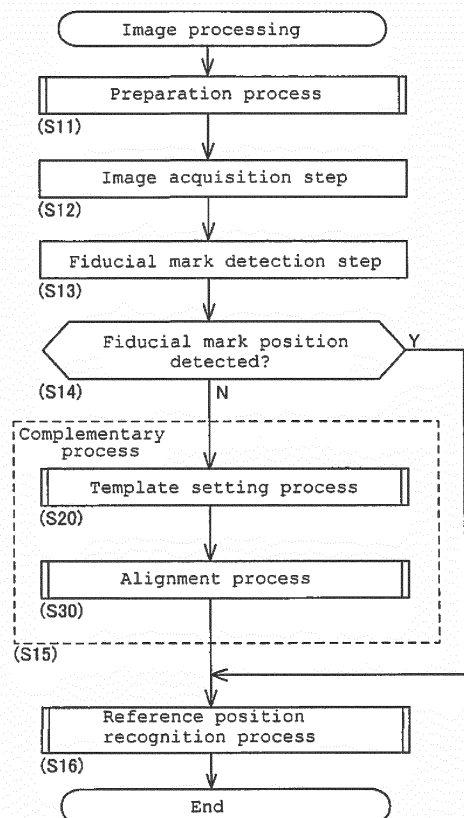 Image processing
Preparation process
(S11)
Image acquisition step
(S12)
Fiducial mark detection step
(S13)
Fiducial mark position
detected?
Y
(S14)
N
Complementary
process
Template setting process
(S20)
Alignment process
(S30)
(S15)
Reference position
recognition process
(S16)
End